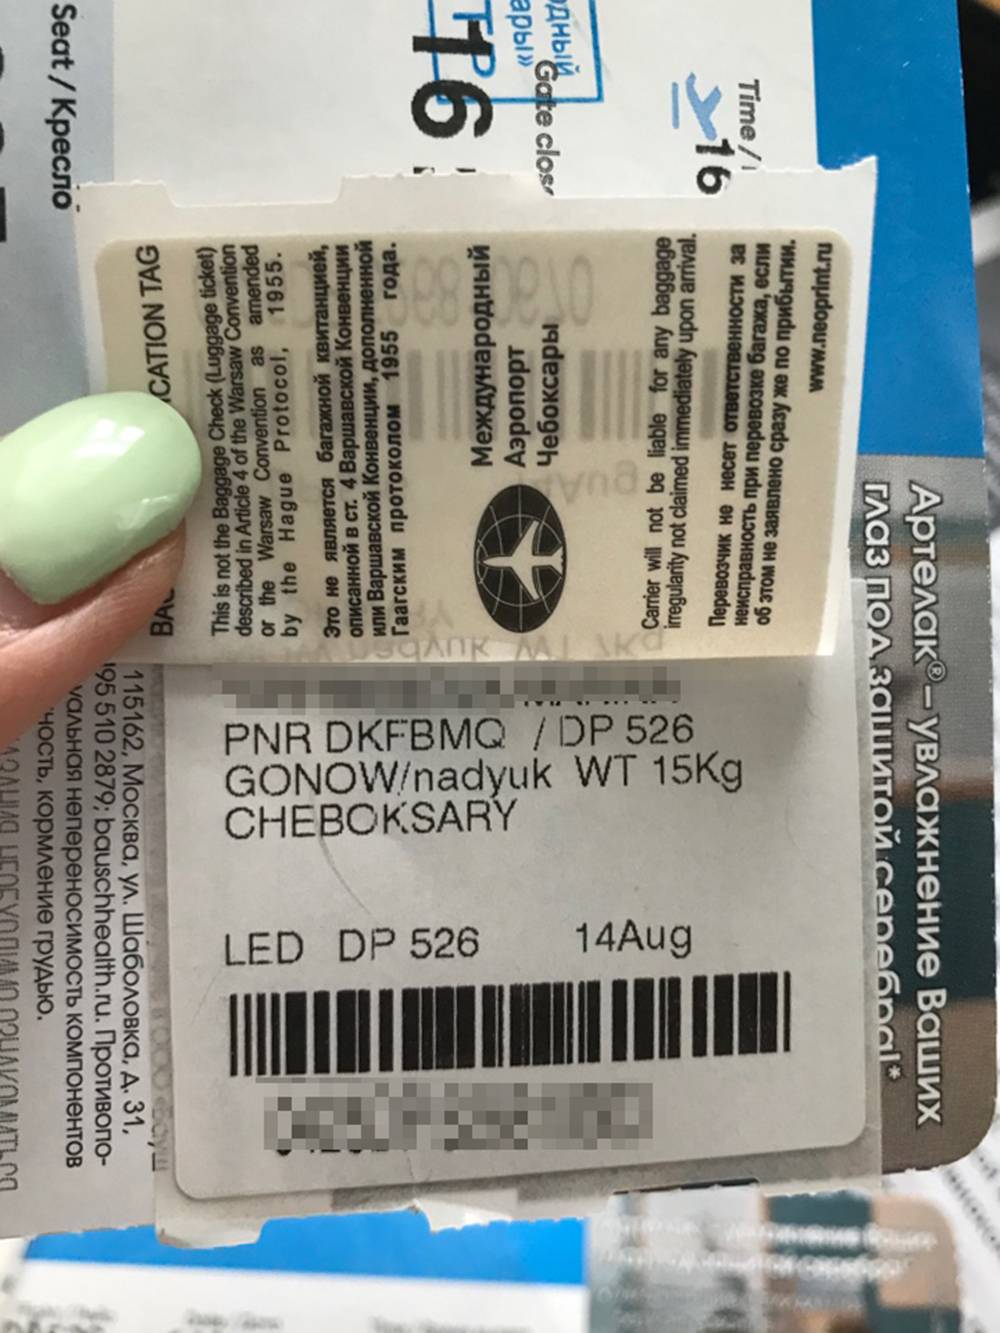 Seat / Кресло
16
дный
ары»
Gate clos
Time /
16
ICATION TAG
This is not the Baggage Check (Luggage ticket)
described in Article 4 of the Warsaw Convention
or the Warsaw Convention as amended
by the Hague Protocol, 1955.
Это не является багажной квитанцией,
описанной в ст. 4 Варшавской Конвенции
или Варшавской Конвенции, дополненной
Гаагским протоколом 1955 года.
Международный
Аэропорт
Чебоксары
Carrier will not be liable for any baggage
irregularity not claimed immediately upon arrival.
Перевозчик не несет ответственности за
неисправность при перевозке багажа, если
об этом не заявлено сразу же по прибытии.
www.neoprint.ru
PNR DKFBMQ / DP 526
GONOW/nadyuk WT 15Kg
CHEBOKSARY
LED DP 526 14Aug
Артелак® – увлажнение Ваших
глаз под защитой серебра!*
115162, Москва, ул. Шаболовка, д. 31,
95 510 2879; bauschhealth.ru. Противопо-
уальная непереносимость компонентов
ность, кормление грудью.